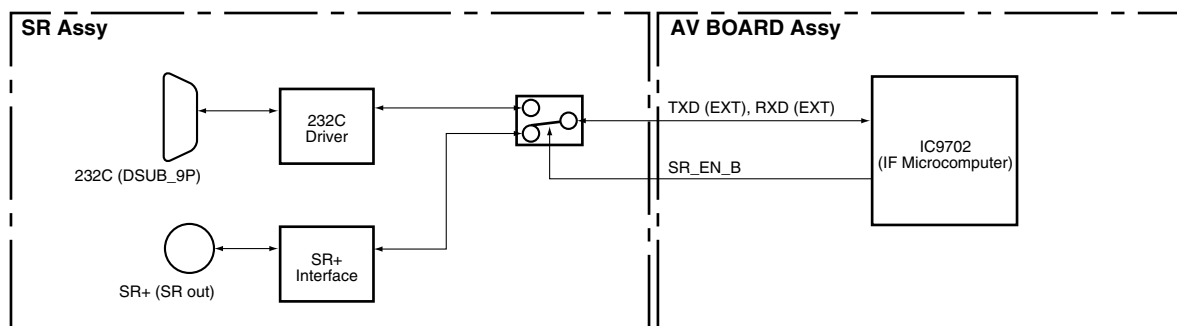 SR Assy
AV BOARD Assy
232C
Driver
TXD (EXT), RXD (EXT)
IC9702
(IF Microcomputer)
232C (DSUB_9P)
SR_EN_B
SR+
Interface
SR+ (SR out)